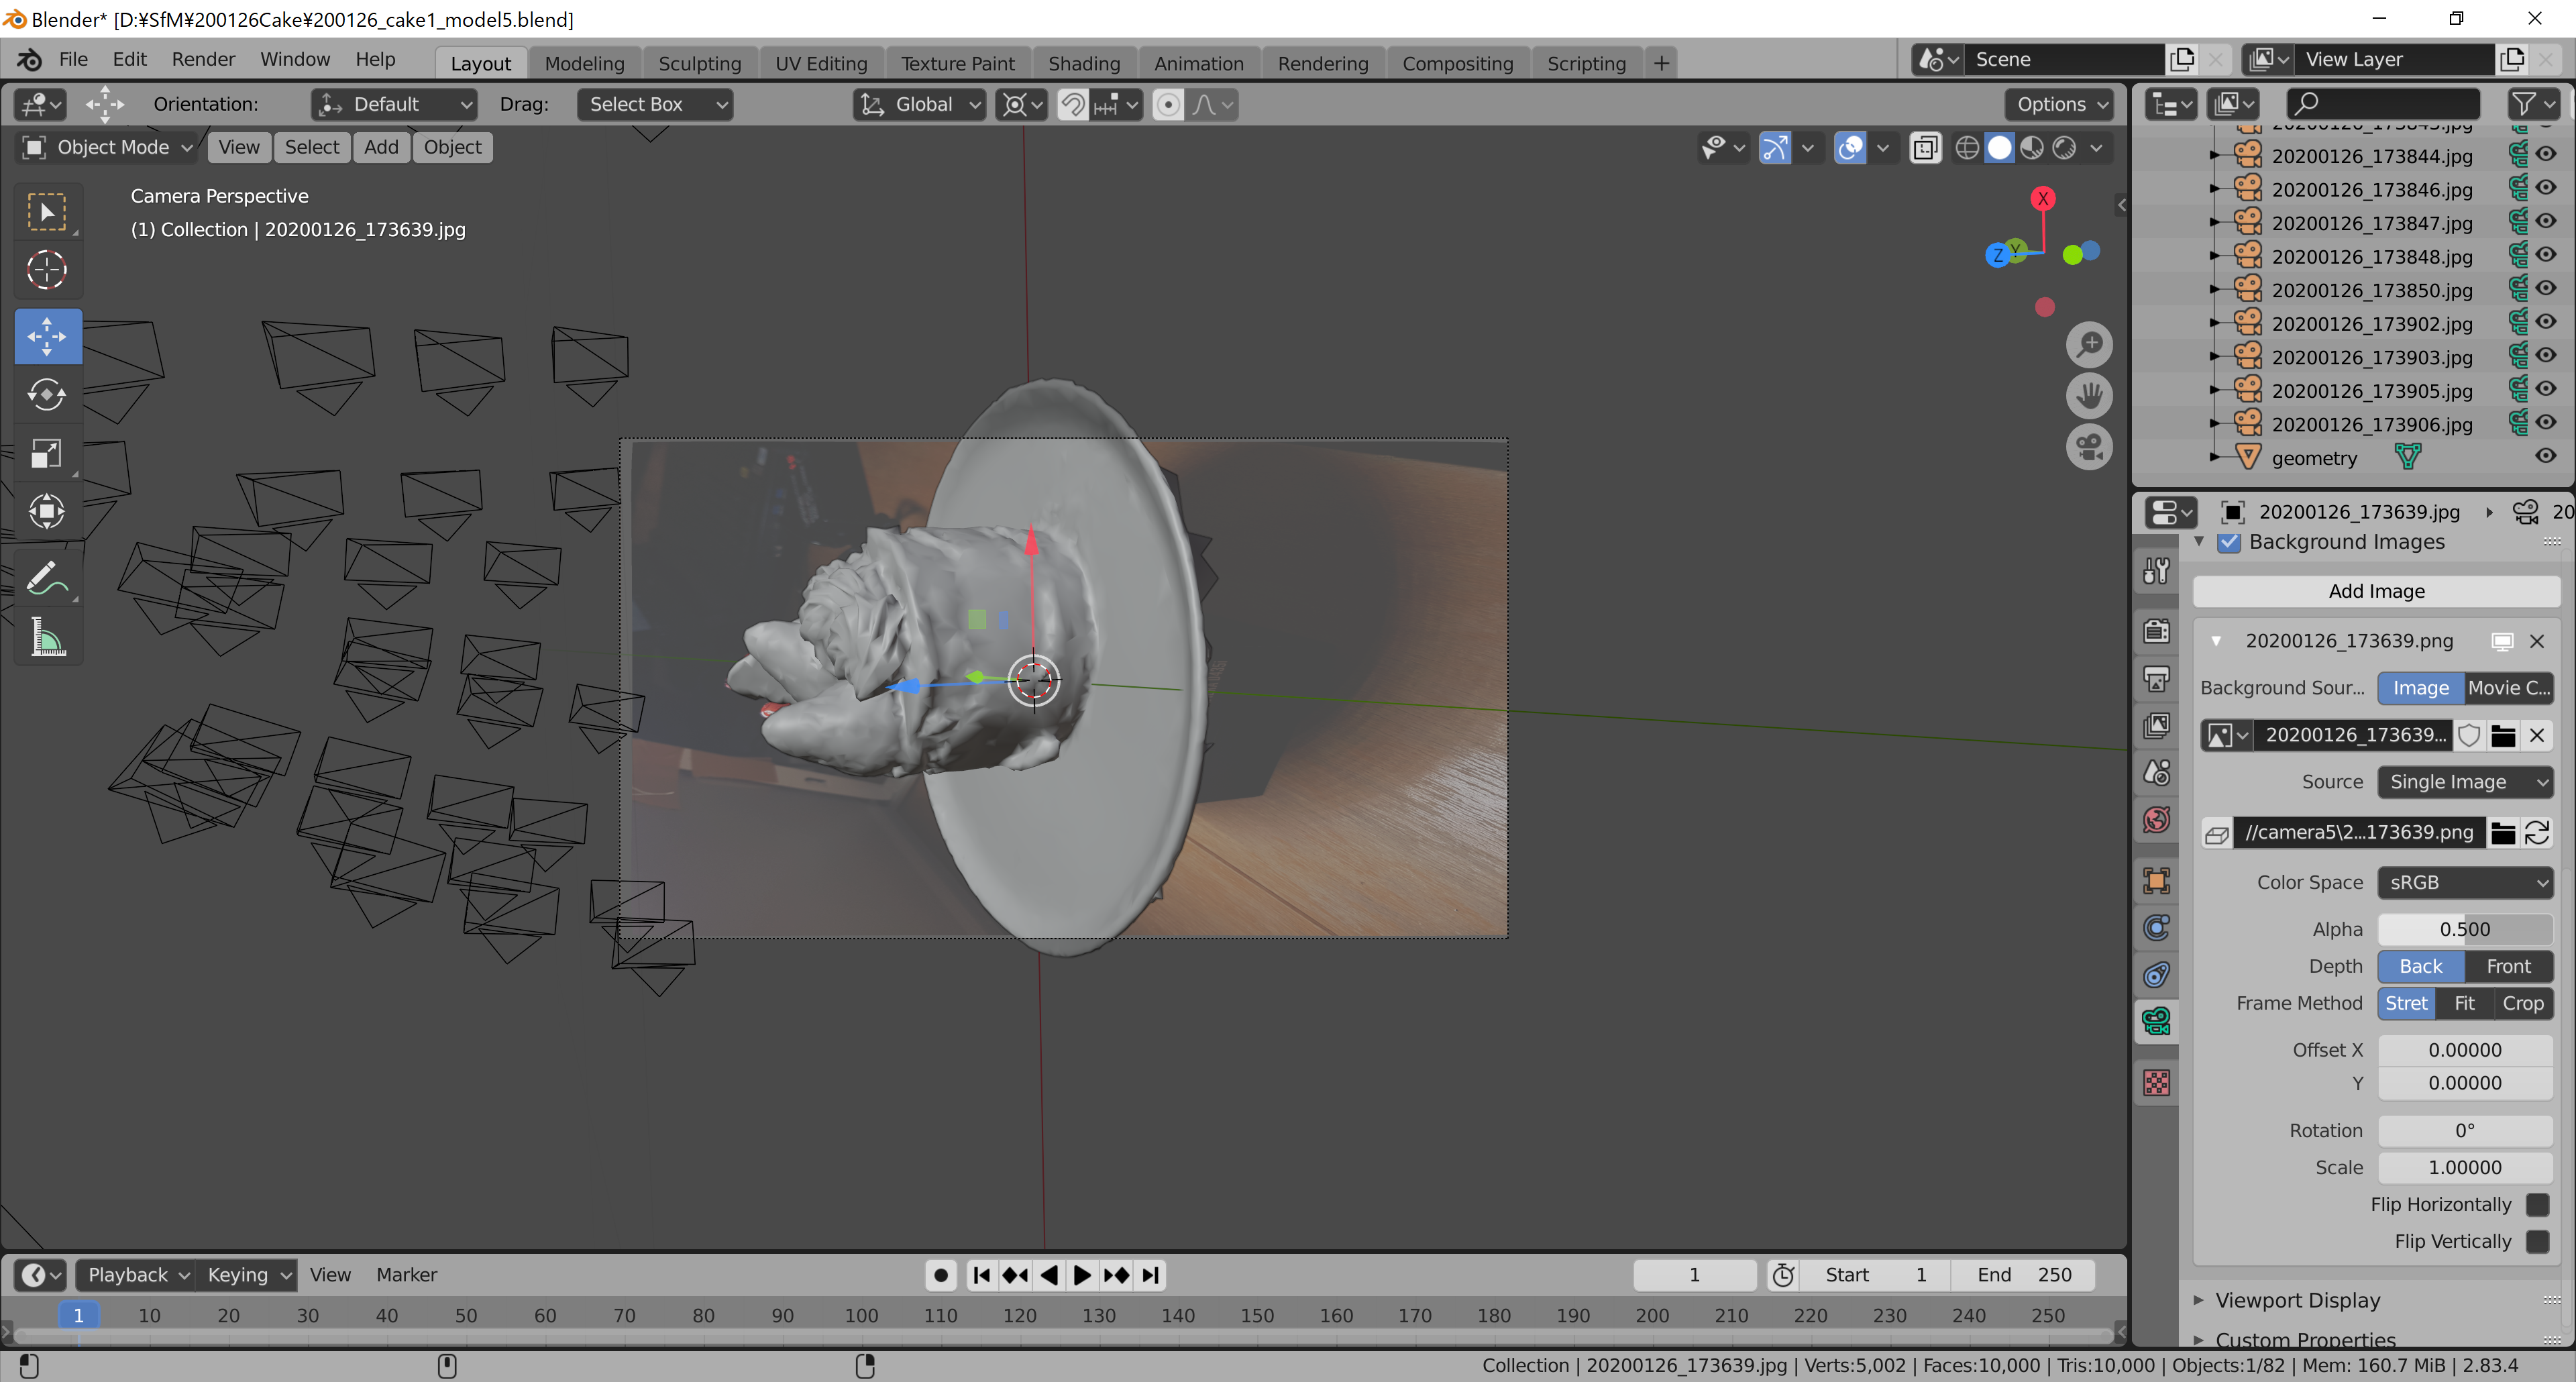 Blender* [D:¥SfM¥200126Cake¥200126_cake1_model5.blend]
File Edit Render Window Help Layout Modeling Sculpting UV Editing Texture Paint Shading Animation Rendering Compositing Scripting + Scene View Layer
Orientation: Default Drag: Select Box Global Options
Object Mode View Select Add Object
Camera Perspective
(1) Collection | 20200126_173639.jpg
X
Y
Z
20200126_173843.jpg
20200126_173844.jpg
20200126_173846.jpg
20200126_173847.jpg
20200126_173848.jpg
20200126_173850.jpg
20200126_173902.jpg
20200126_173903.jpg
20200126_173905.jpg
20200126_173906.jpg
geometry
20200126_173639.jpg 20
Background Images
Add Image
20200126_173639.png
Background Sour... Image Movie C...
20200126_173639...
Source Single Image
//camera5\2...173639.png
Color Space sRGB
Alpha 0.500
Depth Back Front
Frame Method Stret Fit Crop
Offset X 0.00000
Y 0.00000
Rotation 0°
Scale 1.00000
Flip Horizontally
Flip Vertically
Viewport Display
Custom Properties
Playback Keying View Marker 1 Start 1 End 250
1 10 20 30 40 50 60 70 80 90 100 110 120 130 140 150 160 170 180 190 200 210 220 230 240 250
Collection | 20200126_173639.jpg | Verts:5,002 | Faces:10,000 | Tris:10,000 | Objects:1/82 | Mem: 160.7 MiB | 2.83.4